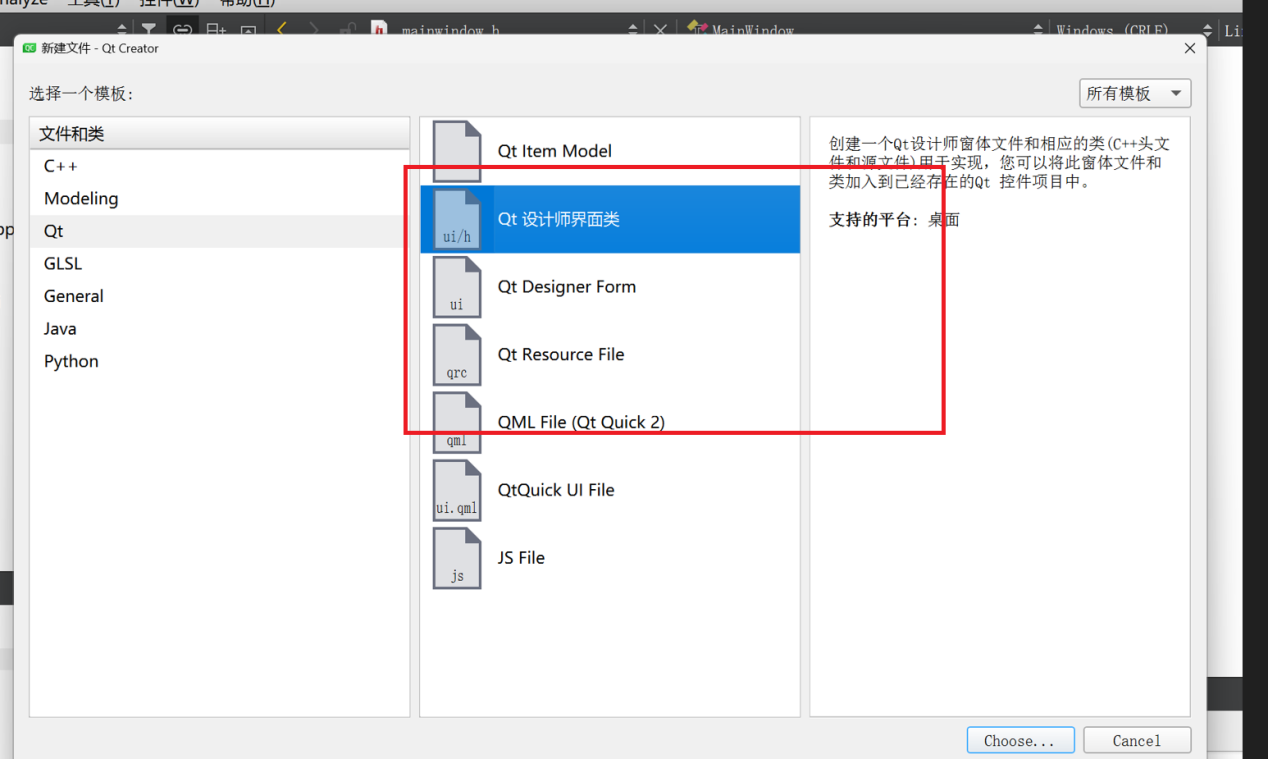 工具(T) 控件(W) 帮助(H)
mainwindow.h
MainWindow
Windows (CRLF)
新建文件 - Qt Creator
选择一个模板:
所有模板
文件和类
C++
Modeling
Qt
GLSL
General
Java
Python
Qt Item Model
ui/h
Qt 设计师界面类
ui
Qt Designer Form
qrc
Qt Resource File
qml
QML File (Qt Quick 2)
ui.qml
QtQuick UI File
js
JS File
创建一个Qt设计师窗体文件和相应的类(C++头文
件和源文件)用于实现，您可以将此窗体文件和
类加入到已经存在的Qt 控件项目中。
支持的平台: 桌面
Choose...
Cancel